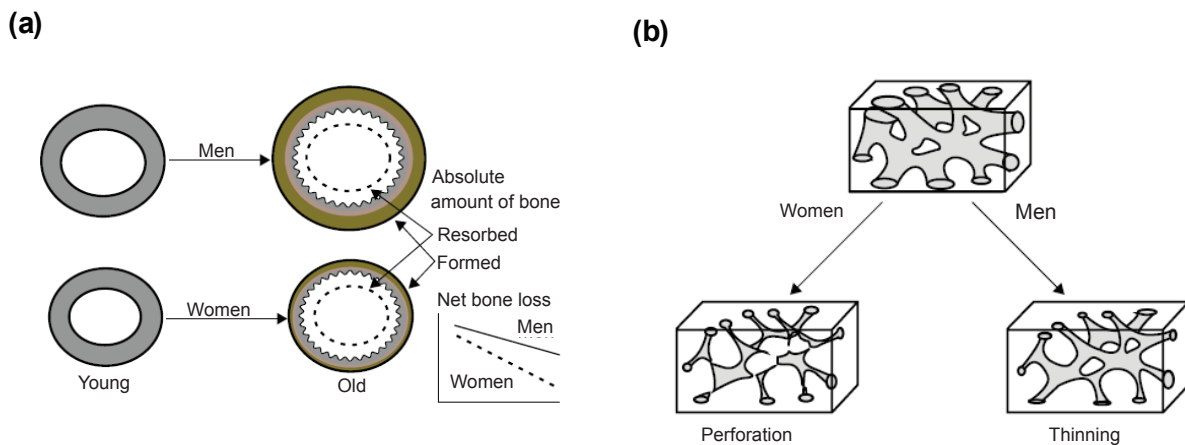 (a)
Men
Absolute
amount of bone
Resorbed
Formed
Women
Net bone loss
Men
Women
Young
Old
(b)
Women
Men
Perforation
Thinning